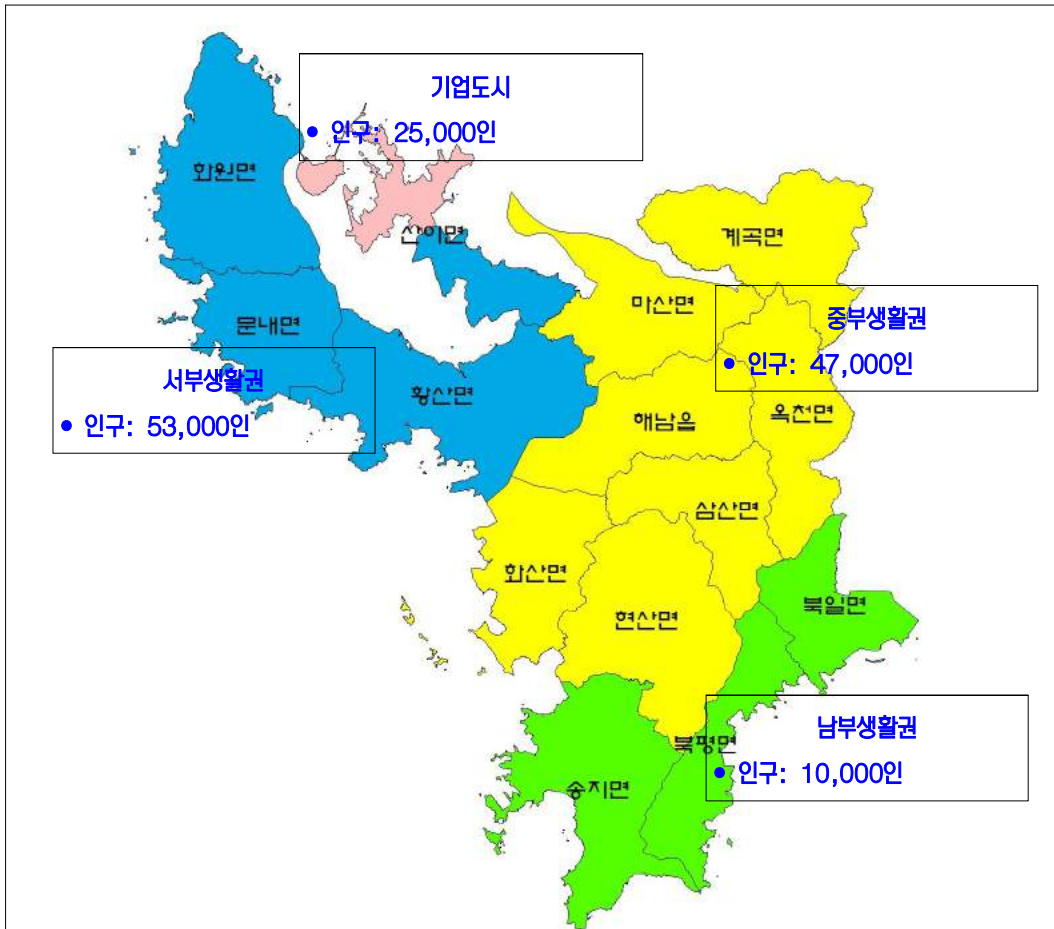 기업도시
• 인구: 25,000인
화원면
산이면
계곡면
마산면
문내면
중부생활권
• 인구: 47,000인
서부생활권
• 인구: 53,000인
황산면
해남읍
옥천면
삼산면
화산면
현산면
북일면
남부생활권
북평면
• 인구: 10,000인
송지면